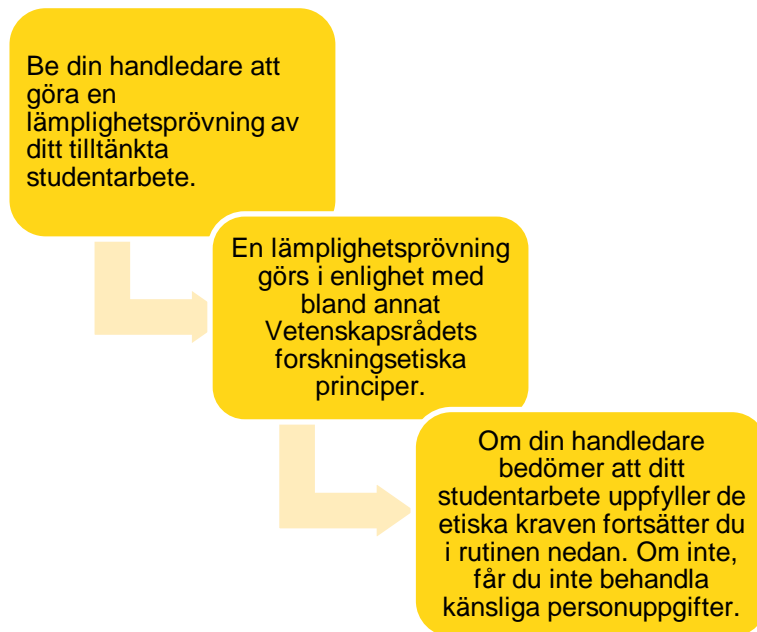 Be din handledare att
göra en
lämplighetsprövning av
ditt tilltänkta
studentarbete.
En lämplighetsprövning
görs i enlighet med
bland annat
Vetenskapsrådets
forskningsetiska
principer.
Om din handledare
bedömer att ditt
studentarbete uppfyller de
etiska kraven fortsätter du
i rutinen nedan. Om inte,
får du inte behandla
känsliga personuppgifter.